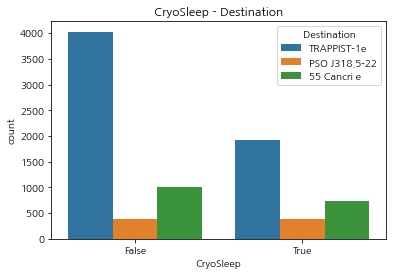 CryoSleep - Destination
Destination
TRAPPIST-1e
PSO J318.5-22
55 Cancri e
4000
3500
3000
2500
2000
1500
1000
500
0
count
False
True
CryoSleep